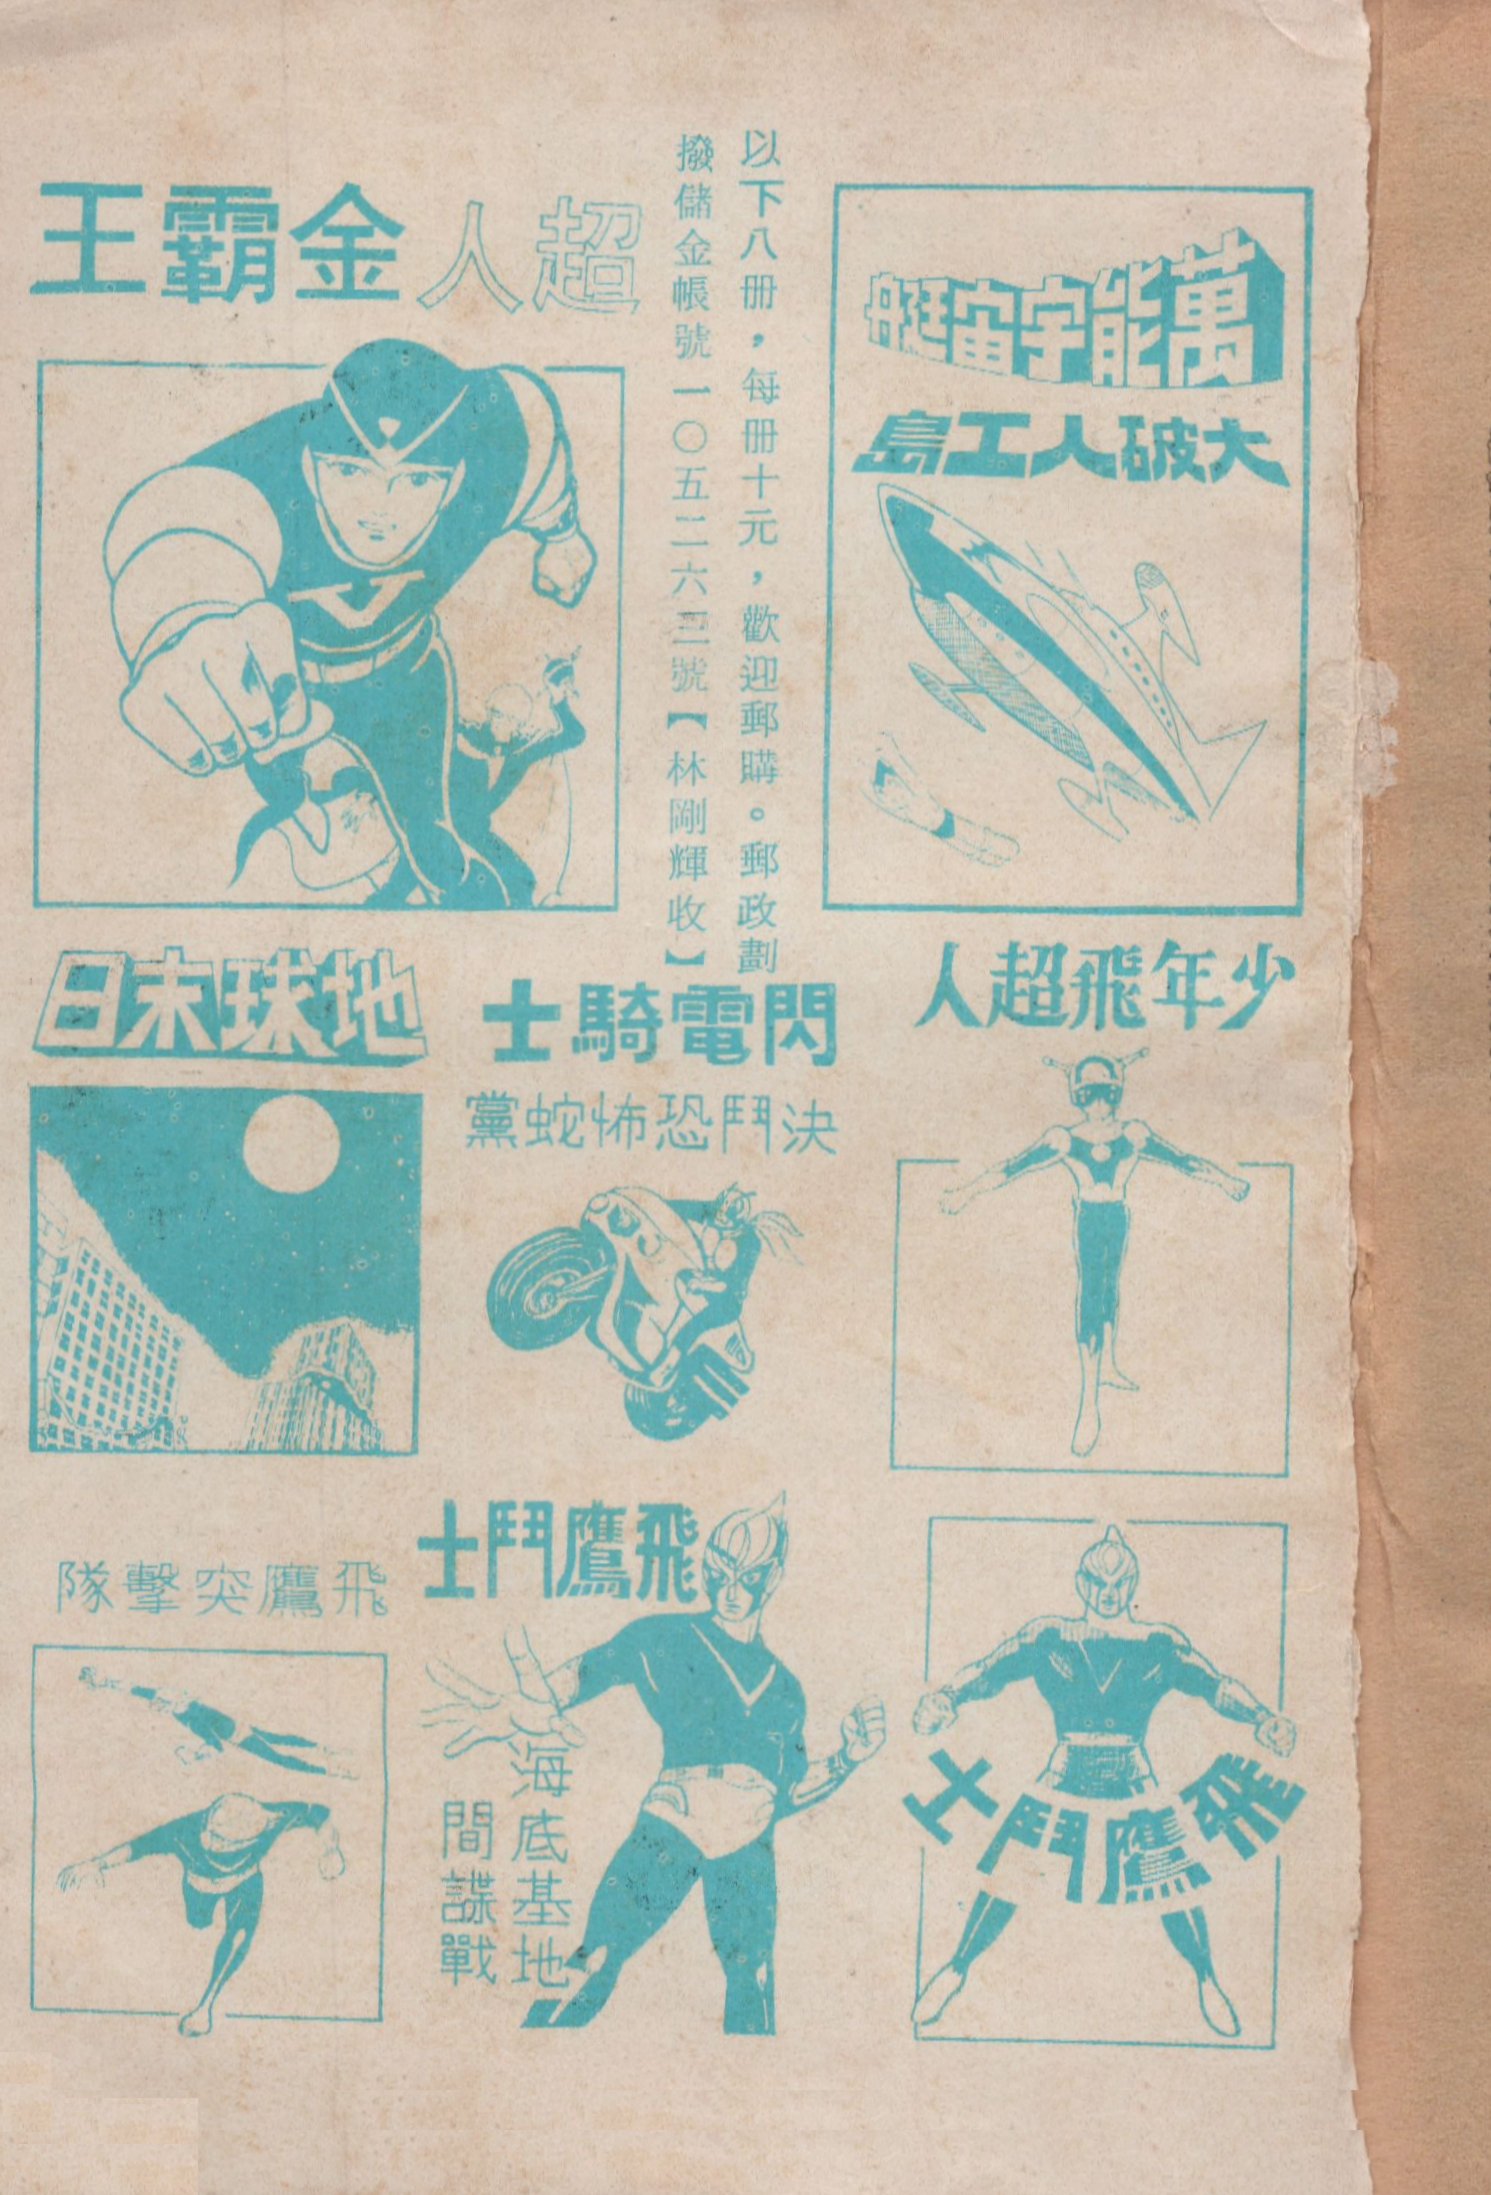 萬能宇宙艇
大破人工島
以下八冊，每冊十元，歡迎郵購。郵政劃
撥儲金帳號一〇五二六三號【林剛輝收】
超人金霸王
少年飛超人
閃電騎士
決鬥恐怖蛇黨
地球末日
飛鷹鬥士
飛鷹鬥士
海底基地
間諜戰
飛鷹突擊隊
V